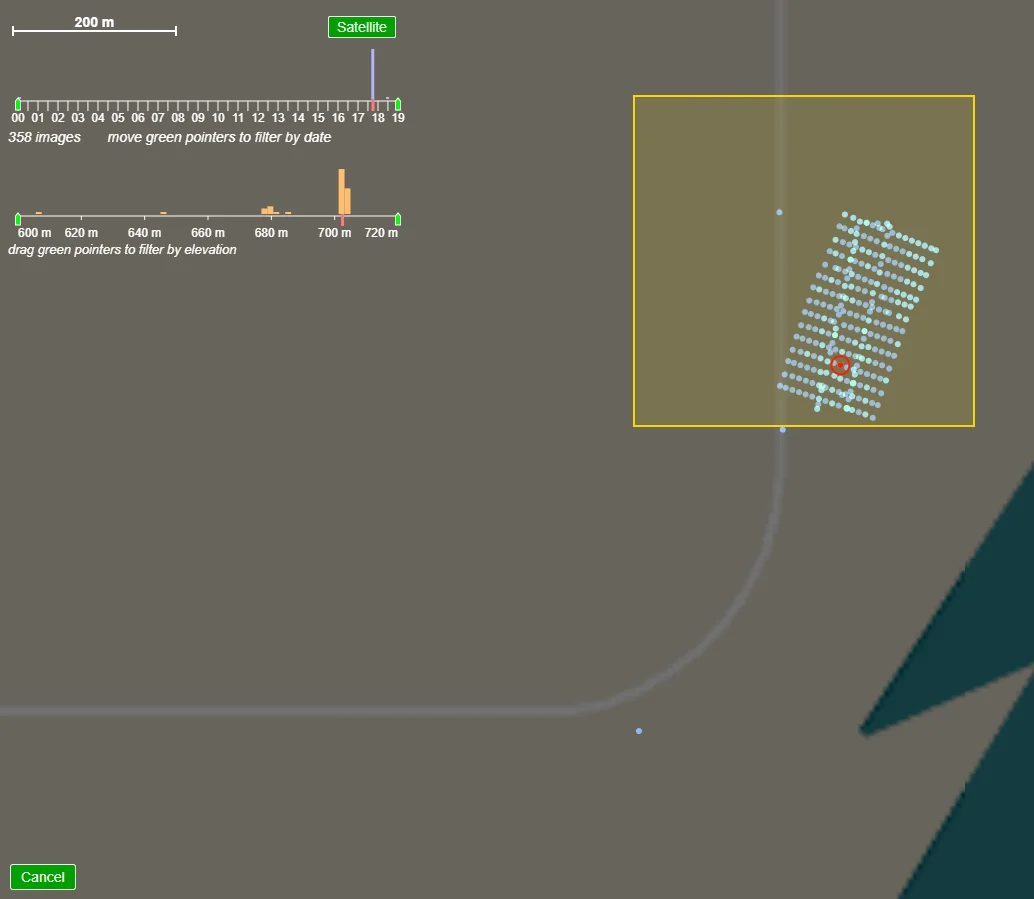 200 m
Satellite
00 01 02 03 04 05 06 07 08 09 10 11 12 13 14 15 16 17 18 19
358 images move green pointers to filter by date
600 m 620 m 640 m 660 m 680 m 700 m 720 m
drag green pointers to filter by elevation
Cancel